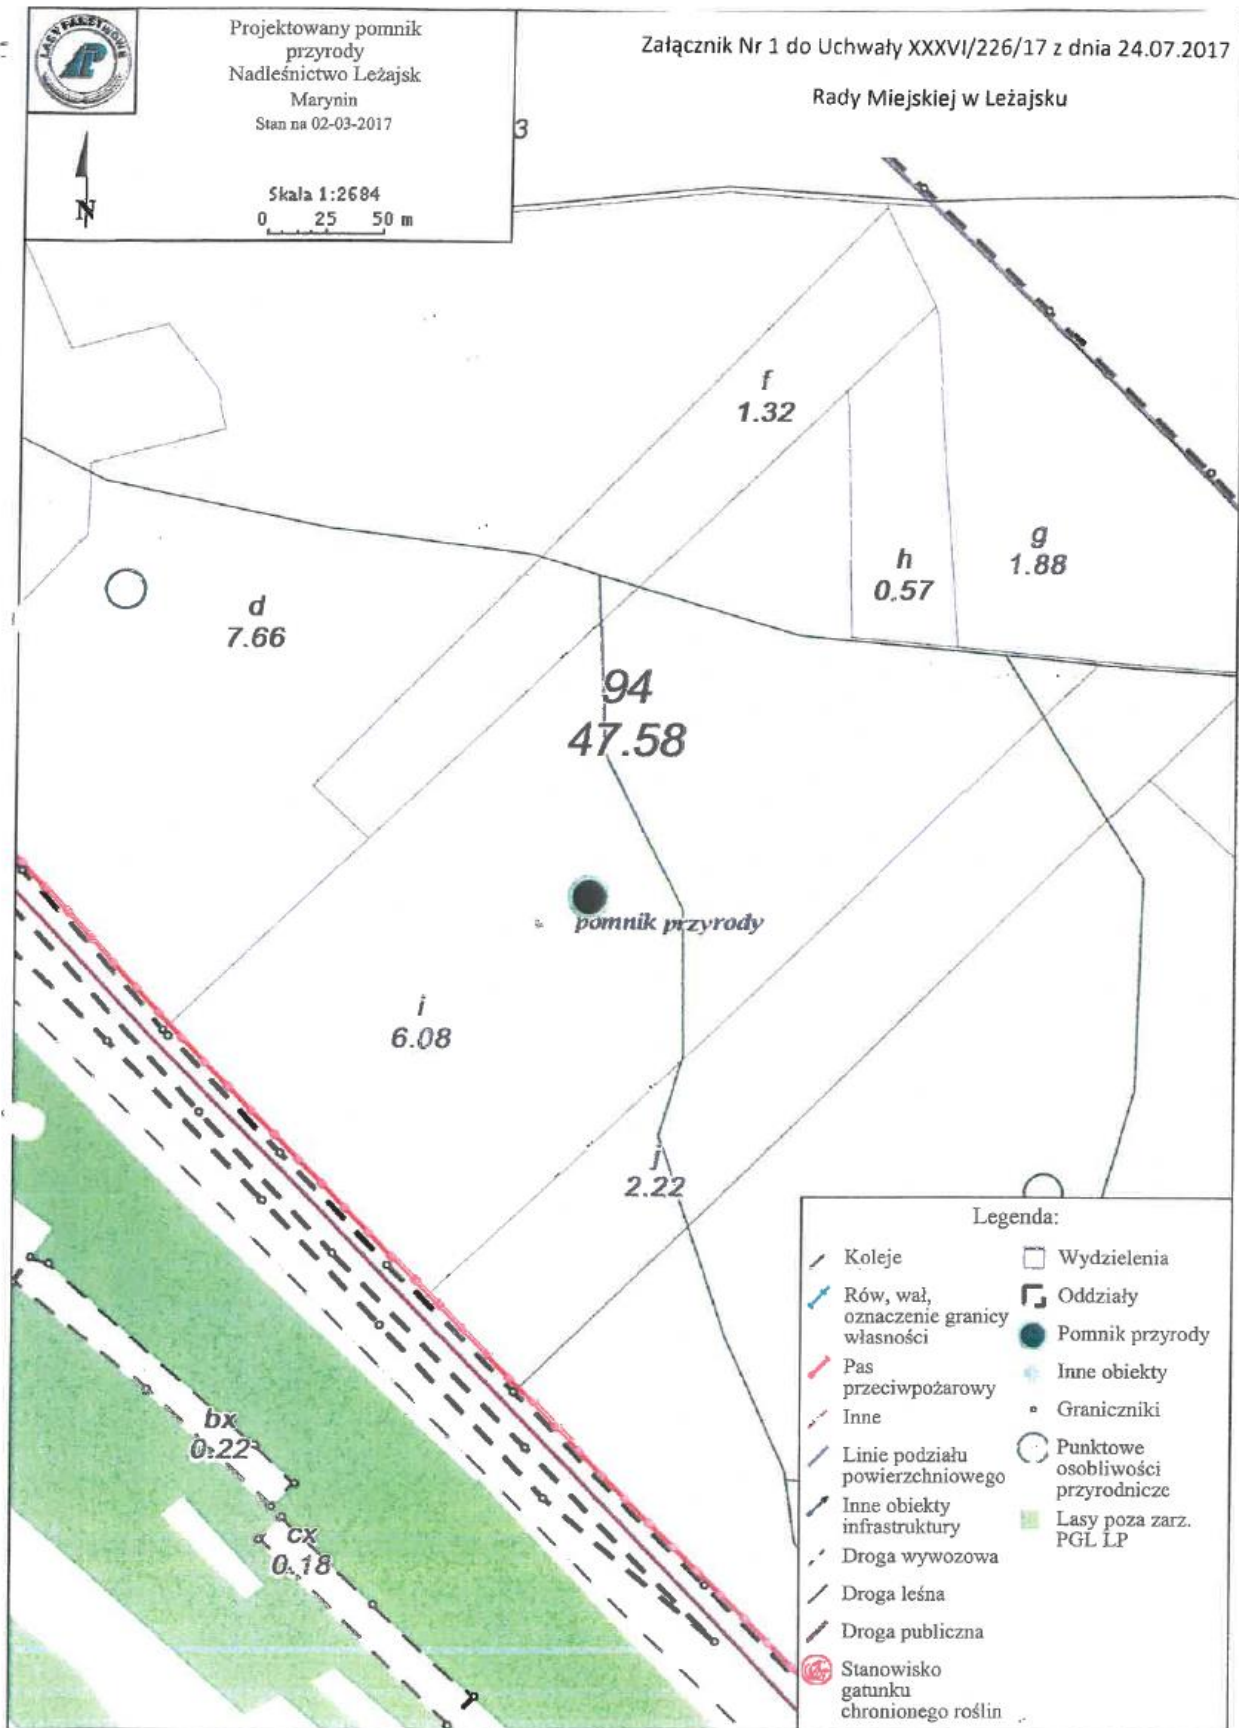 LASY PAŃSTWOWE
Projektowany pomnik
przyrody
Nadleśnictwo Leżajsk
Marynin
Stan na 02-03-2017
N
Skala 1:2684
0 25 50 m
Załącznik Nr 1 do Uchwały XXXVI/226/17 z dnia 24.07.2017
Rady Miejskiej w Leżajsku
3
f
1.32
g
1.88
h
0.57
d
7.66
94
47.58
pomnik przyrody
i
6.08
2.22
bx
0.22
cx
0.18
Legenda:
Koleje
Rów, wał,
oznaczenie granicy
własności
Pas
przeciwpożarowy
Inne
Linie podziału
powierzchniowego
Inne obiekty
infrastruktury
Droga wywozowa
Droga leśna
Droga publiczna
Stanowisko
gatunku
chronionego roślin
Wydzielenia
Oddziały
Pomnik przyrody
Inne obiekty
Graniczniki
Punktowe
osobliwości
przyrodnicze
Lasy poza zarz.
PGL LP